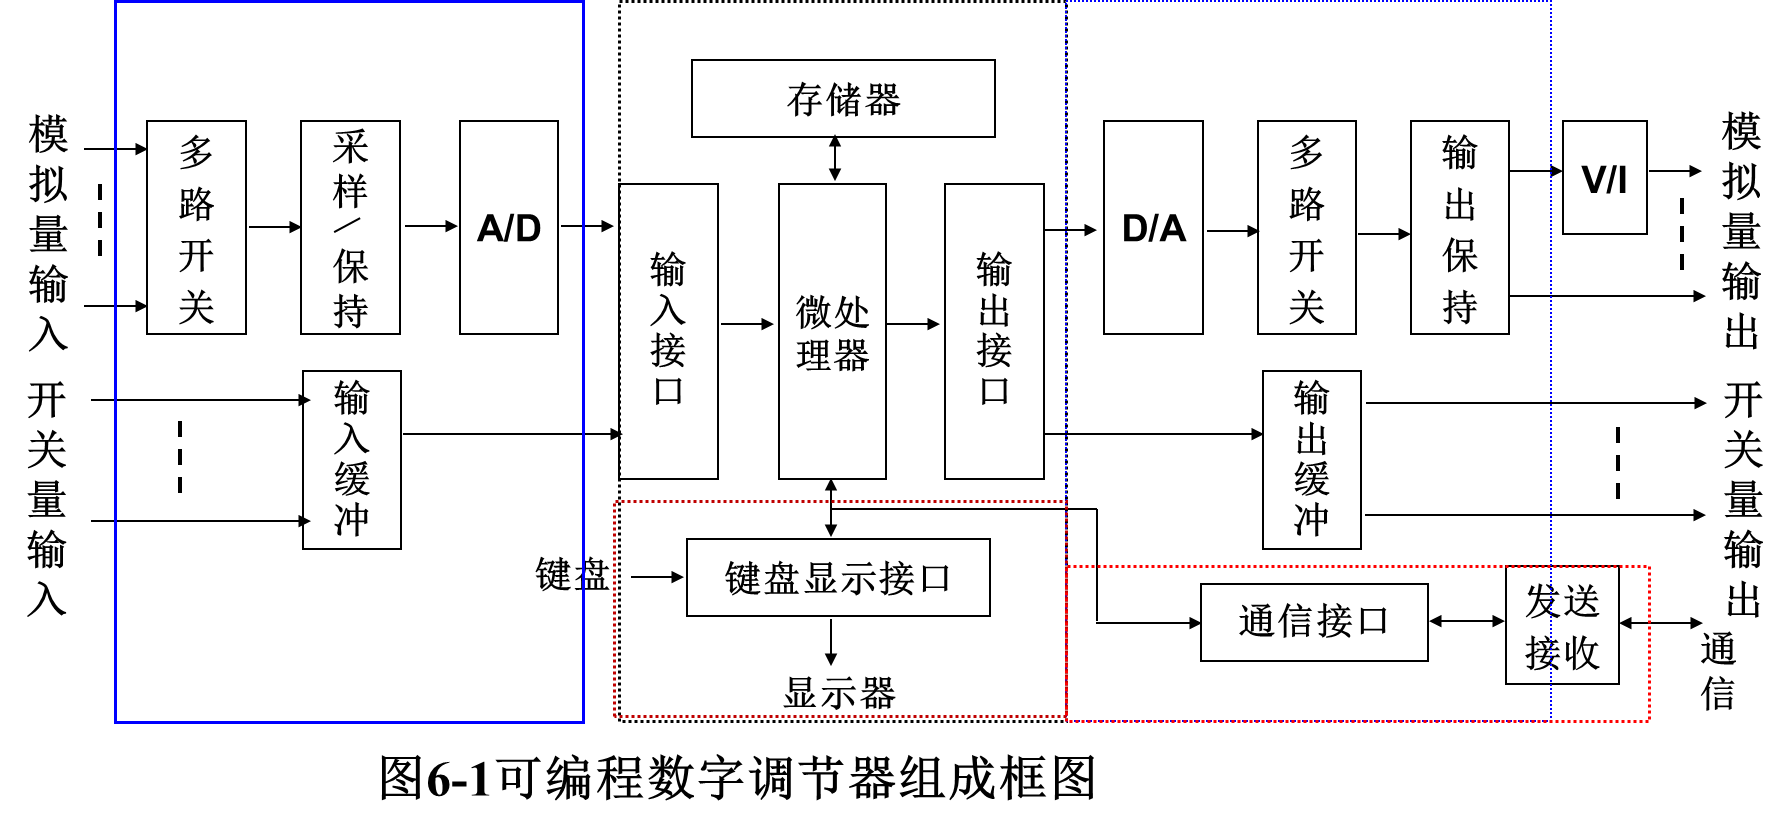 模拟量输入
开关量输入
多路开关
采样/保持
A/D
输入缓冲
存储器
输入接口
微处
理器
输出接口
键盘
键盘显示接口
显示器
D/A
多路开关
输出保持
V/I
输出缓冲
通信接口
发送
接收
模拟量输出
开关量输出
通信
图6-1可编程数字调节器组成框图